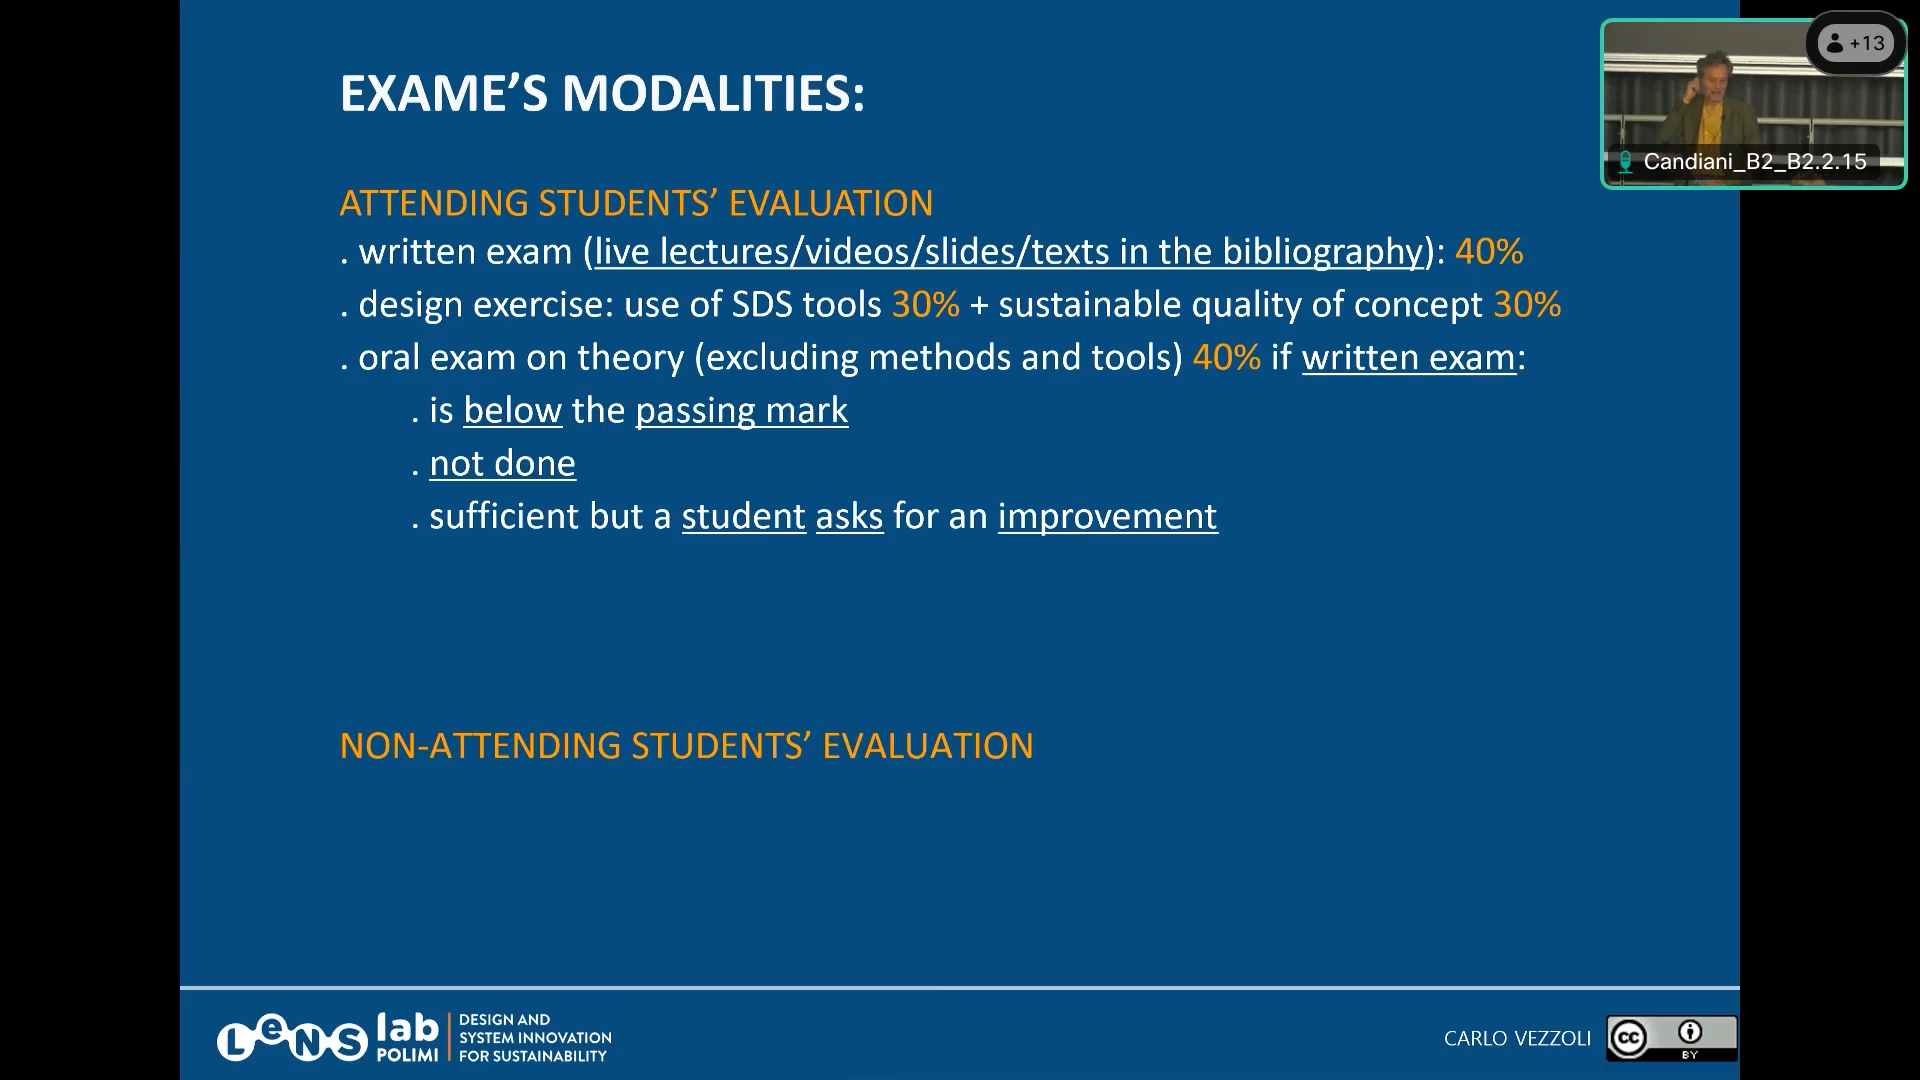 EXAME’S MODALITIES:
+13
Candiani_B2_B2.2.15
ATTENDING STUDENTS’ EVALUATION
. written exam (live lectures/videos/slides/texts in the bibliography): 40%
. design exercise: use of SDS tools 30% + sustainable quality of concept 30%
. oral exam on theory (excluding methods and tools) 40% if written exam:
. is below the passing mark
. not done
. sufficient but a student asks for an improvement
NON-ATTENDING STUDENTS’ EVALUATION
LeNS lab POLIMI
DESIGN AND
SYSTEM INNOVATION
FOR SUSTAINABILITY
CARLO VEZZOLI
cc BY